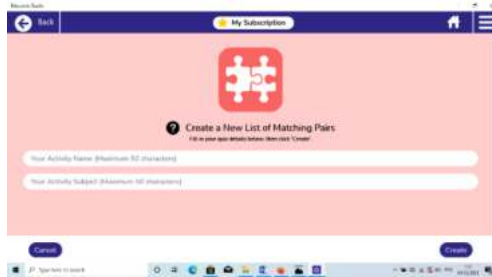 Back
My Subscription
Create a New List of Matching Pairs
Fill in your quiz details below, then click "Create".
Your Activity Name (Maximum 50 characters)
Your Activity Subject (Maximum 50 characters)
Cancel
Create
Type here to search